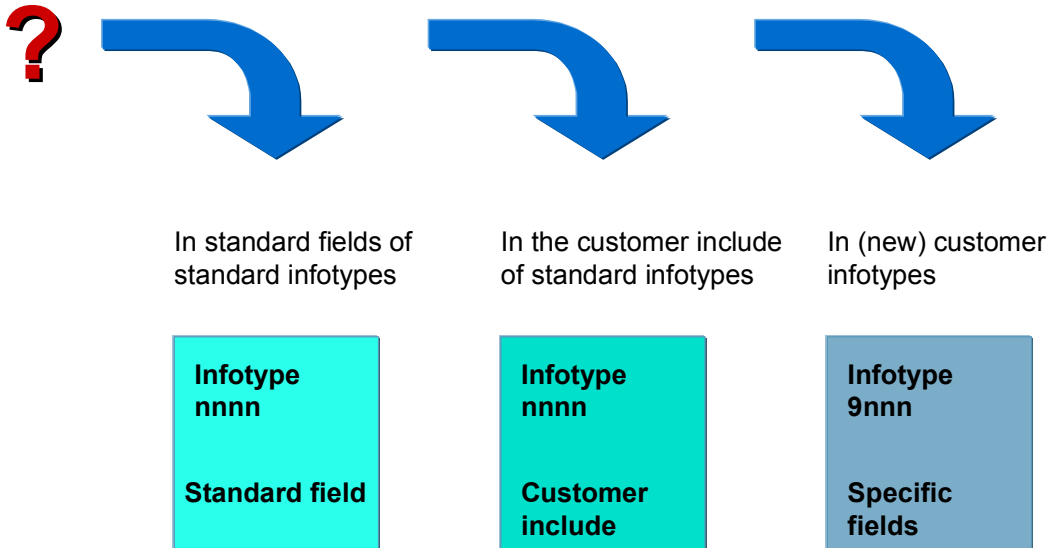 ?
In standard fields of
standard infotypes
In the customer include
of standard infotypes
In (new) customer
infotypes
Infotype
nnnn
Standard field
Infotype
nnnn
Customer
include
Infotype
9nnn
Specific
fields